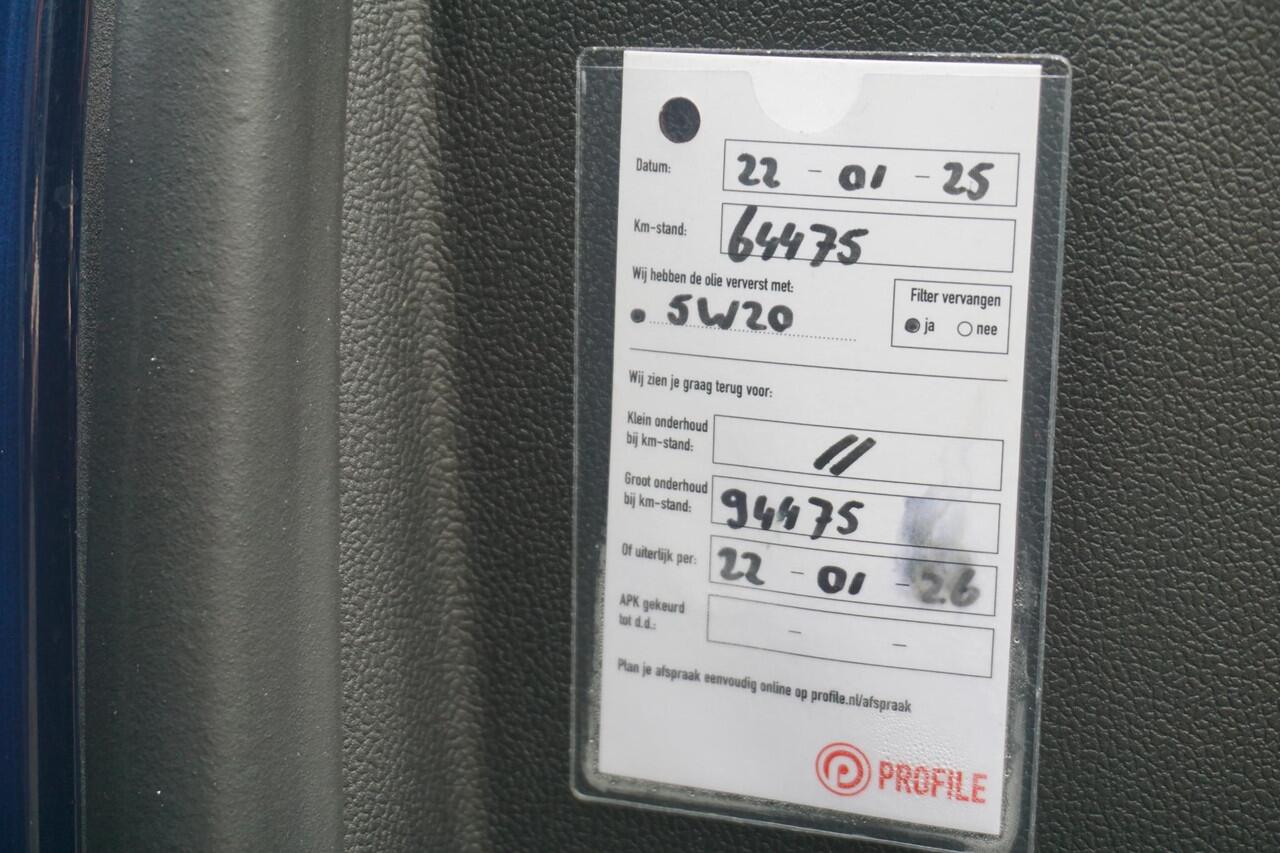 Datum: 22 - 01 - 25
Km-stand: 64475
Wij hebben de olie ververst met:
. 5W20
Filter vervangen
ja nee
Wij zien je graag terug voor:
Klein onderhoud
bij km-stand: //
Groot onderhoud
bij km-stand: 94475
Of uiterlijk per: 22 - 01 - 26
APK gekeurd
tot d.d.: - -
Plan je afspraak eenvoudig online op profile.nl/afspraak
PROFILE